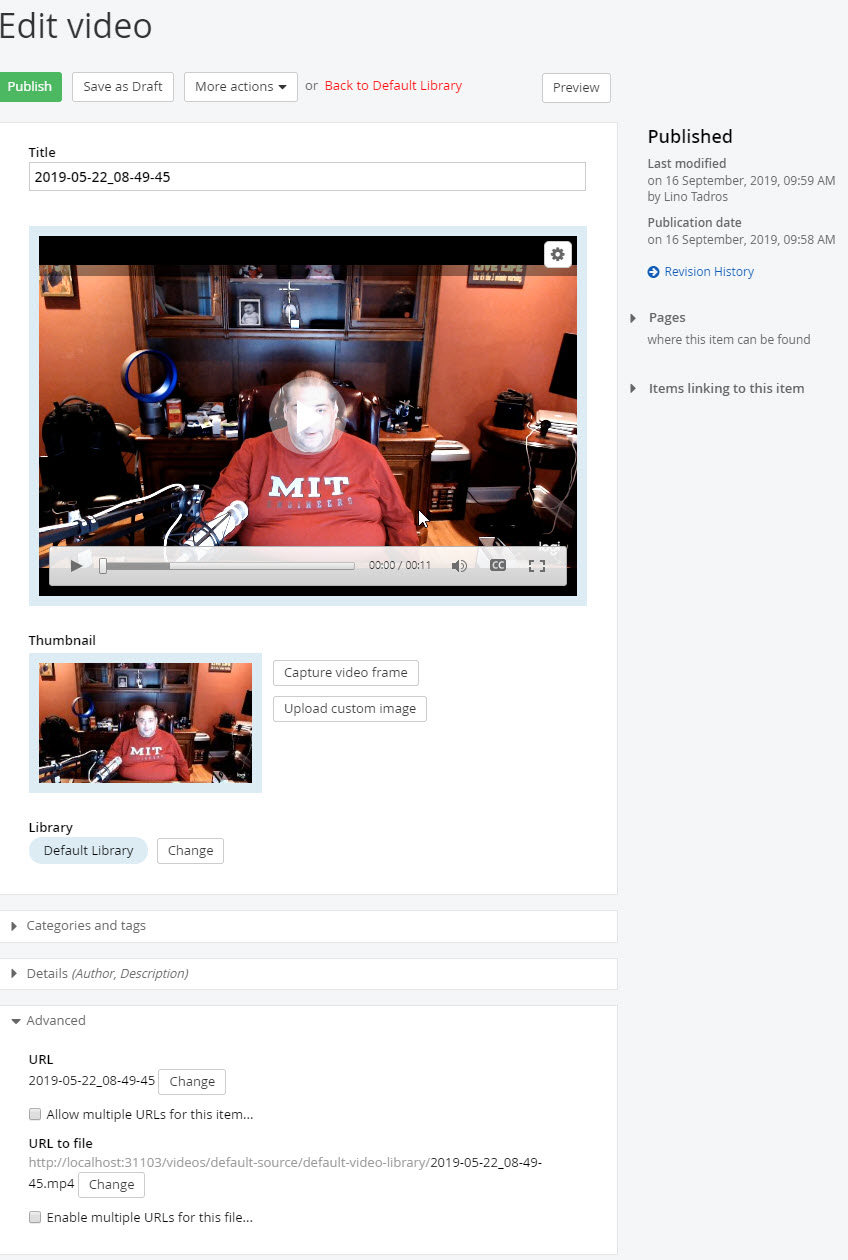 Edit video
Publish Save as Draft More actions or Back to Default Library Preview
Title
2019-05-22_08-49-45
LIVE LIFE
MIT
ENGINEERS
logi
00:00 / 00:11 CC
Thumbnail
MIT
Capture video frame
Upload custom image
Library
Default Library Change
Categories and tags
Details (Author, Description)
Advanced
URL
2019-05-22_08-49-45 Change
Allow multiple URLs for this item...
URL to file
http://localhost:31103/videos/default-source/default-video-library/2019-05-22_08-49-
45.mp4 Change
Enable multiple URLs for this file...
Published
Last modified
on 16 September, 2019, 09:59 AM
by Lino Tadros
Publication date
on 16 September, 2019, 09:58 AM
Revision History
Pages
where this item can be found
Items linking to this item